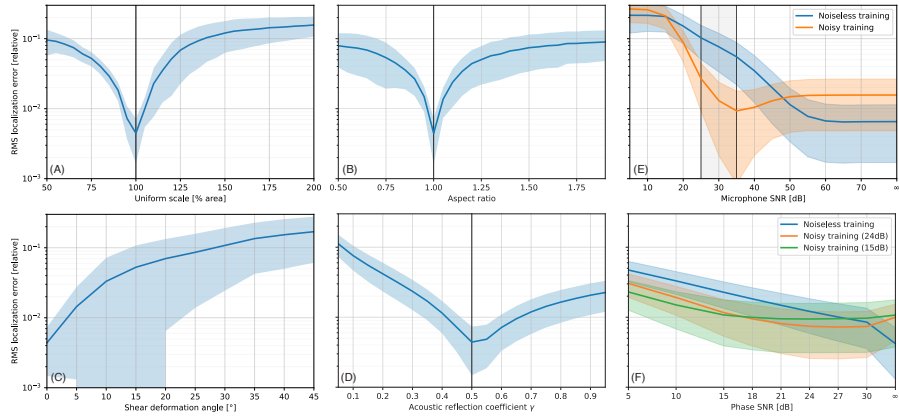 RMS localisation error [relative]
10⁻¹
10⁻²
10⁻³
(A)
50 75 100 125 150 175 200
Uniform scale [% area]
(B)
0.50 0.75 1.00 1.25 1.50 1.75
Aspect ratio
Noiseless training
Noisy training
(E)
10 20 30 40 50 60 70 80 ∞
Microphone SNR [dB]
RMS localisation error [relative]
10⁻¹
10⁻²
10⁻³
(C)
0 5 10 15 20 25 30 35 40 45
Shear deformation angle [°]
(D)
0.1 0.2 0.3 0.4 0.5 0.6 0.7 0.8 0.9
Acoustic reflection coefficient γ
Noiseless training
Noisy training (24dB)
Noisy training (15dB)
(F)
5 10 15 18 21 24 27 30 33 ∞
Phase SNR [dB]